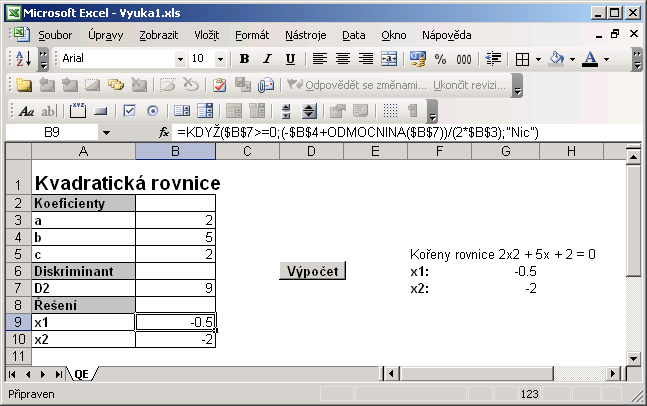 Microsoft Excel - Vyuka1.xls
Soubor Úpravy Zobrazit Vložit Formát Nástroje Data Okno Nápověda
Arial 10 B I U
Odpovědět se změnami... Ukončit revizi...
Aa ab|
B9 fx =KDYŽ($B$7>=0;(-$B$4+ODMOCNINA($B$7))/(2*$B$3);"Nic")
A B C D E F G H
1 Kvadratická rovnice
2 Koeficienty
3 a 2
4 b 5
5 c 2 Kořeny rovnice 2x2 + 5x + 2 = 0
6 Diskriminant Výpočet x1: -0.5
7 D2 9 x2: -2
8 Řešení
9 x1 -0.5
10 x2 -2
11
QE
Připraven 123